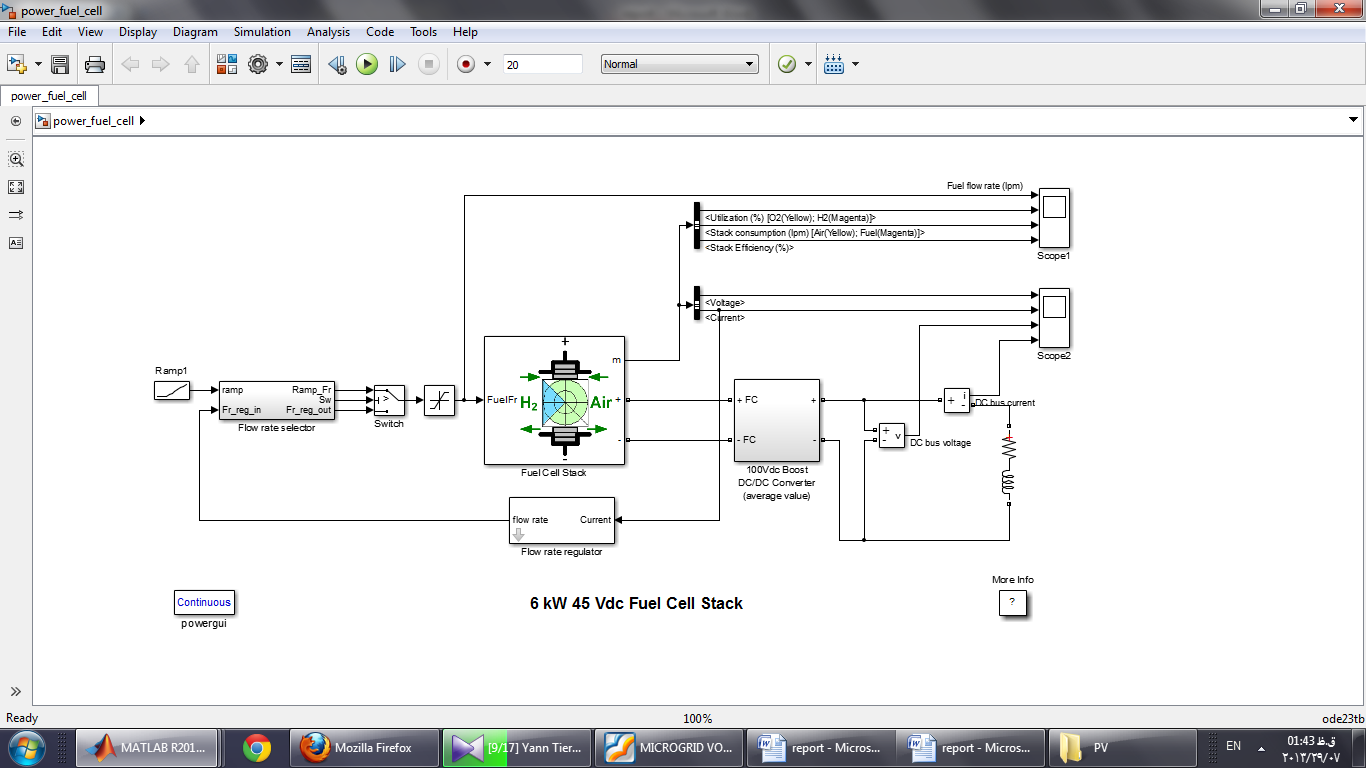 power_fuel_cell
File Edit View Display Diagram Simulation Analysis Code Tools Help
20
Normal
power_fuel_cell
power_fuel_cell
Fuel flow rate (lpm)
<Utilization (%) [O2(Yellow); H2(Magenta)]>
<Stack consumption (lpm) [Air(Yellow); Fuel(Magenta)]>
<Stack Efficiency (%)>
Scope1
<Voltage>
<Current>
Scope2
Ramp1
ramp
Fr_reg_in
Ramp_Fr
Sw
Fr_reg_out
Flow rate selector
>
Switch
+
m
FuelFr
H2
Air
+
-
-
Fuel Cell Stack
+ FC
- FC
+
-
100Vdc Boost
DC/DC Converter
(average value)
+
-
v
DC bus voltage
+
i
-
DC bus current
flow rate
Current
Flow rate regulator
Continuous
powergui
6 kW 45 Vdc Fuel Cell Stack
More Info
?
Ready
100%
ode23tb
MATLAB R201...
Mozilla Firefox
[9/17] Yann Tier...
MICROGRID VO...
report - Micros...
report - Micros...
PV
EN
01:43 ق.ظ
۲۰۱۳/۲۹/۰۷